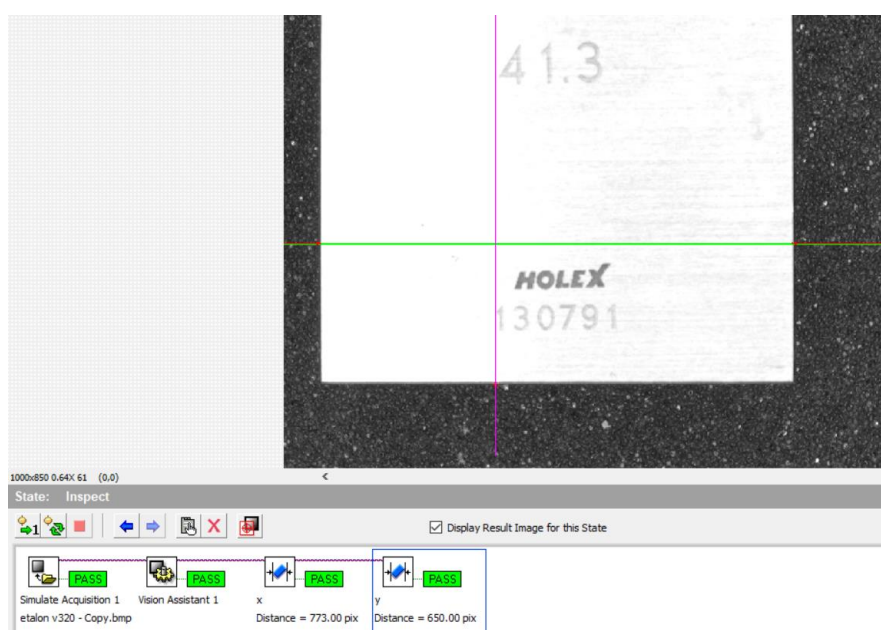 41.3
HOLEX
130791
1000x850 0.64X 61 (0,0)
<
State: Inspect
1
Display Result Image for this State
PASS PASS PASS PASS
Simulate Acquisition 1 Vision Assistant 1 x y
etalon v320 - Copy.bmp Distance = 773.00 pix Distance = 650.00 pix